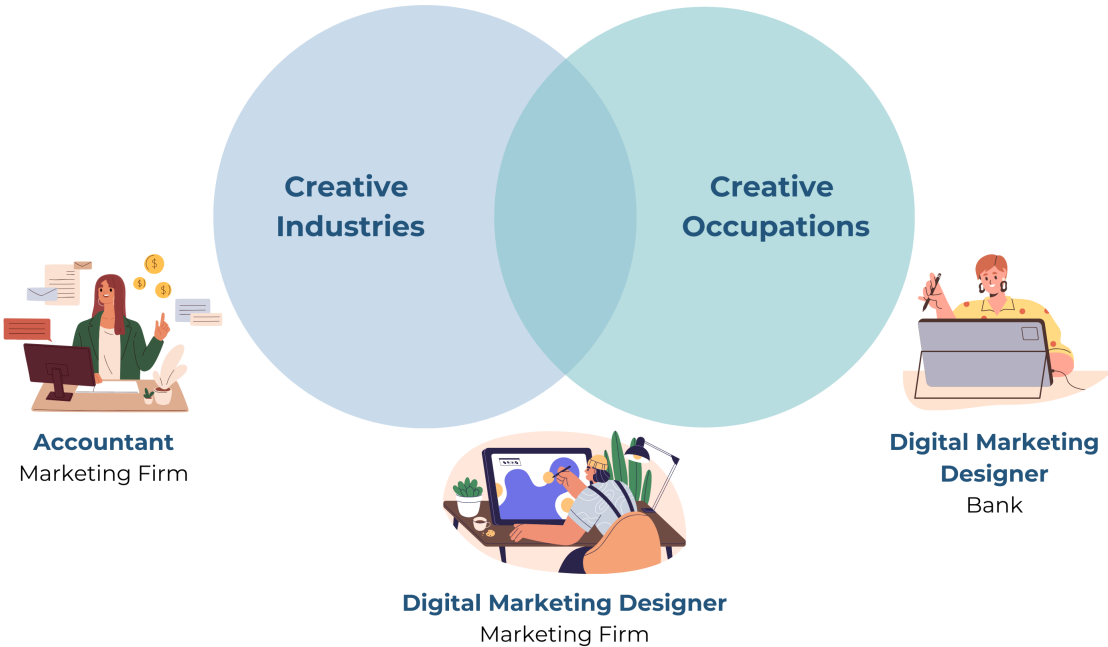 Creative
Industries
Creative
Occupations
Accountant
Marketing Firm
Digital Marketing
Designer
Bank
Digital Marketing Designer
Marketing Firm